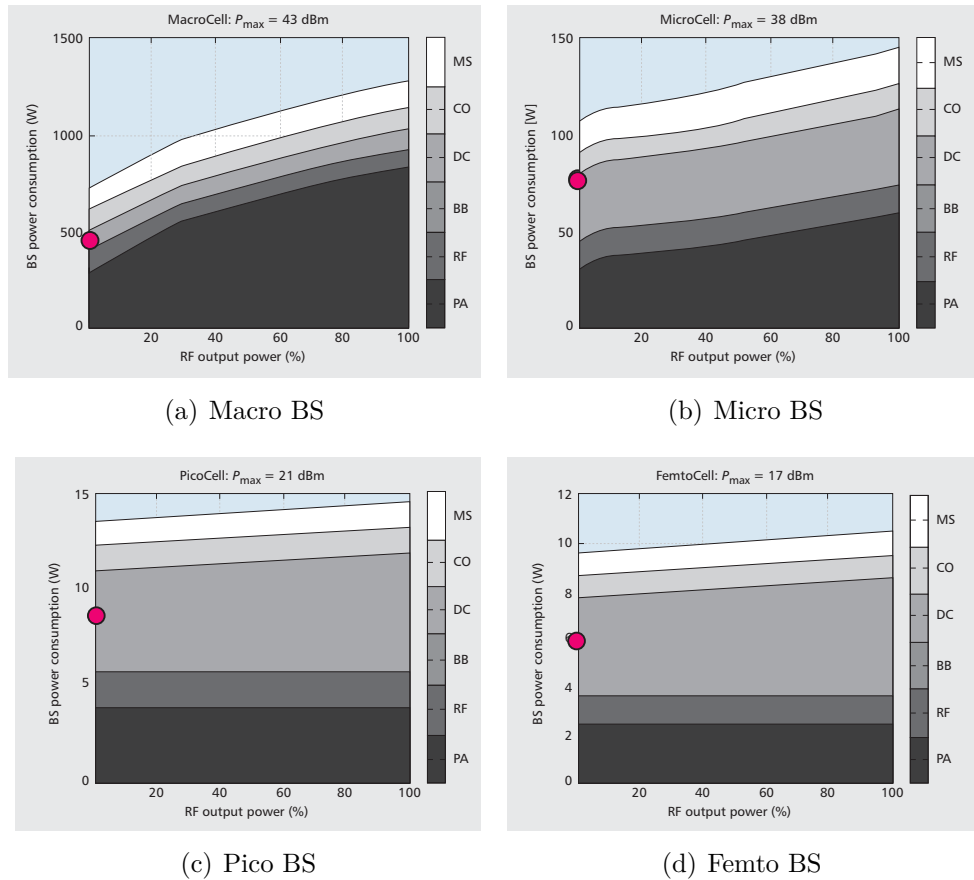 MacroCell: Pmax = 43 dBm
1500
1000
500
0
BS power consumption (W)
20 40 60 80 100
RF output power (%)
MS
CO
DC
BB
RF
PA
(a) Macro BS
MicroCell: Pmax = 38 dBm
150
100
50
0
BS power consumption [W]
20 40 60 80 100
RF output power (%)
MS
CO
DC
BB
RF
PA
(b) Micro BS
PicoCell: Pmax = 21 dBm
15
10
5
0
BS power consumption (W)
20 40 60 80 100
RF output power (%)
MS
CO
DC
BB
RF
PA
(c) Pico BS
FemtoCell: Pmax = 17 dBm
12
10
8
4
2
0
BS power consumption (W)
20 40 60 80 100
RF output power (%)
MS
CO
DC
BB
RF
PA
(d) Femto BS